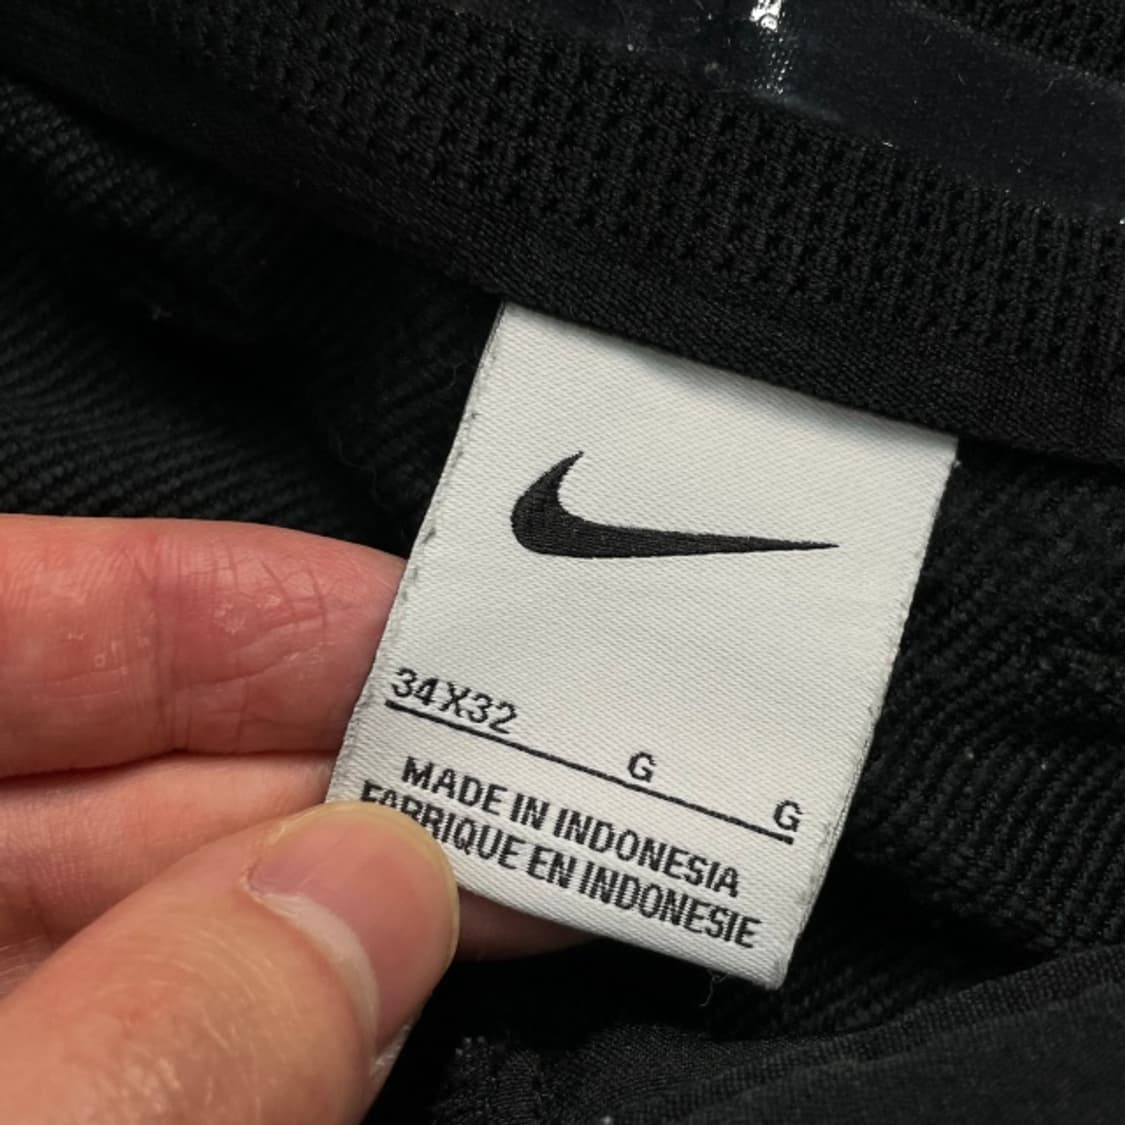 34X32 G G
MADE IN INDONESIA
FABRIQUE EN INDONESIE